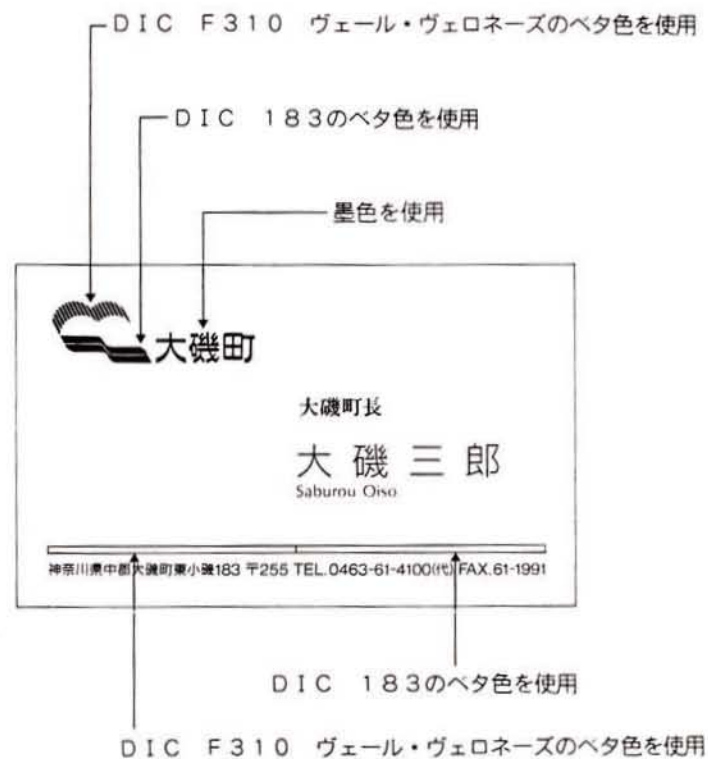 DIC F310 ヴェール・ヴェロネーズのベタ色を使用
DIC 183のベタ色を使用
墨色を使用
大磯町
大磯町長
大磯三郎
Saburou Oiso
神奈川県中郡大磯町東小磯183 〒255 TEL.0463-61-4100(代) FAX.61-1991
DIC 183のベタ色を使用
DIC F310 ヴェール・ヴェロネーズのベタ色を使用